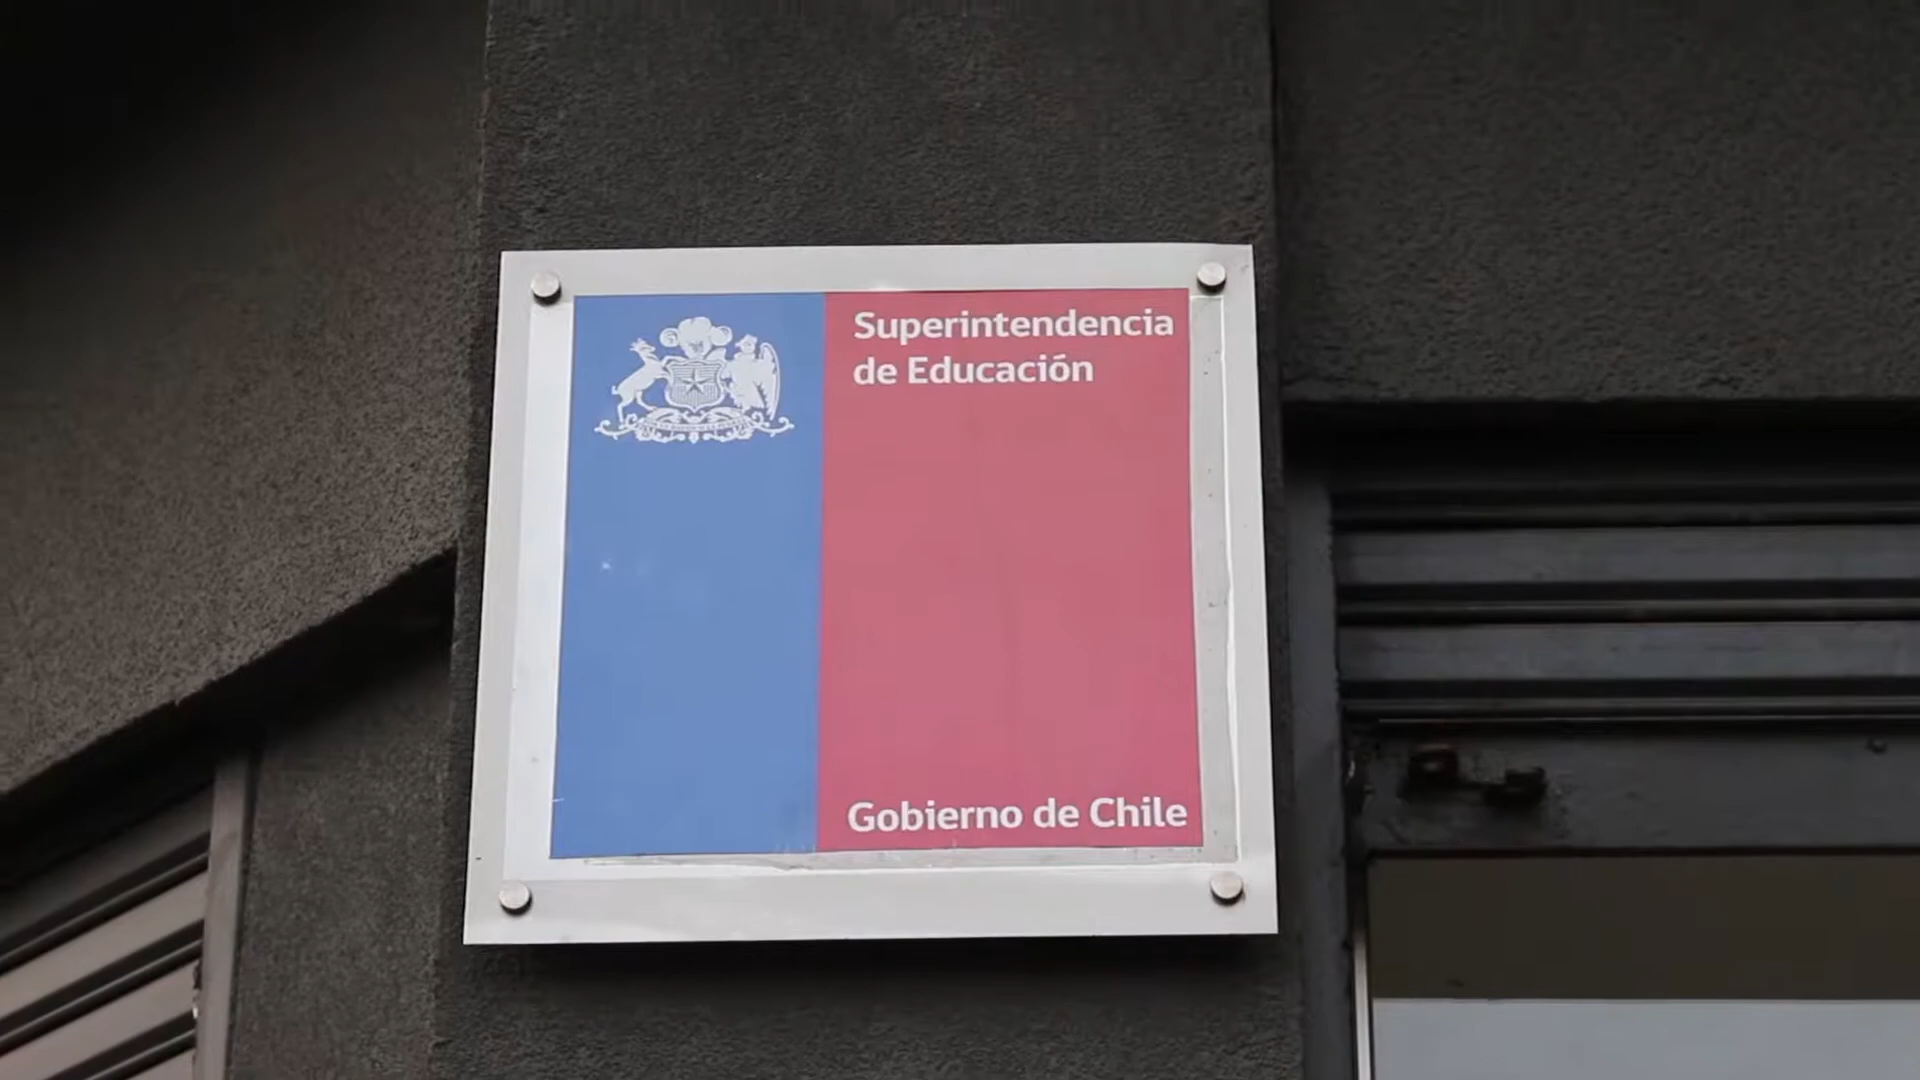 Superintendencia
de Educación
Gobierno de Chile